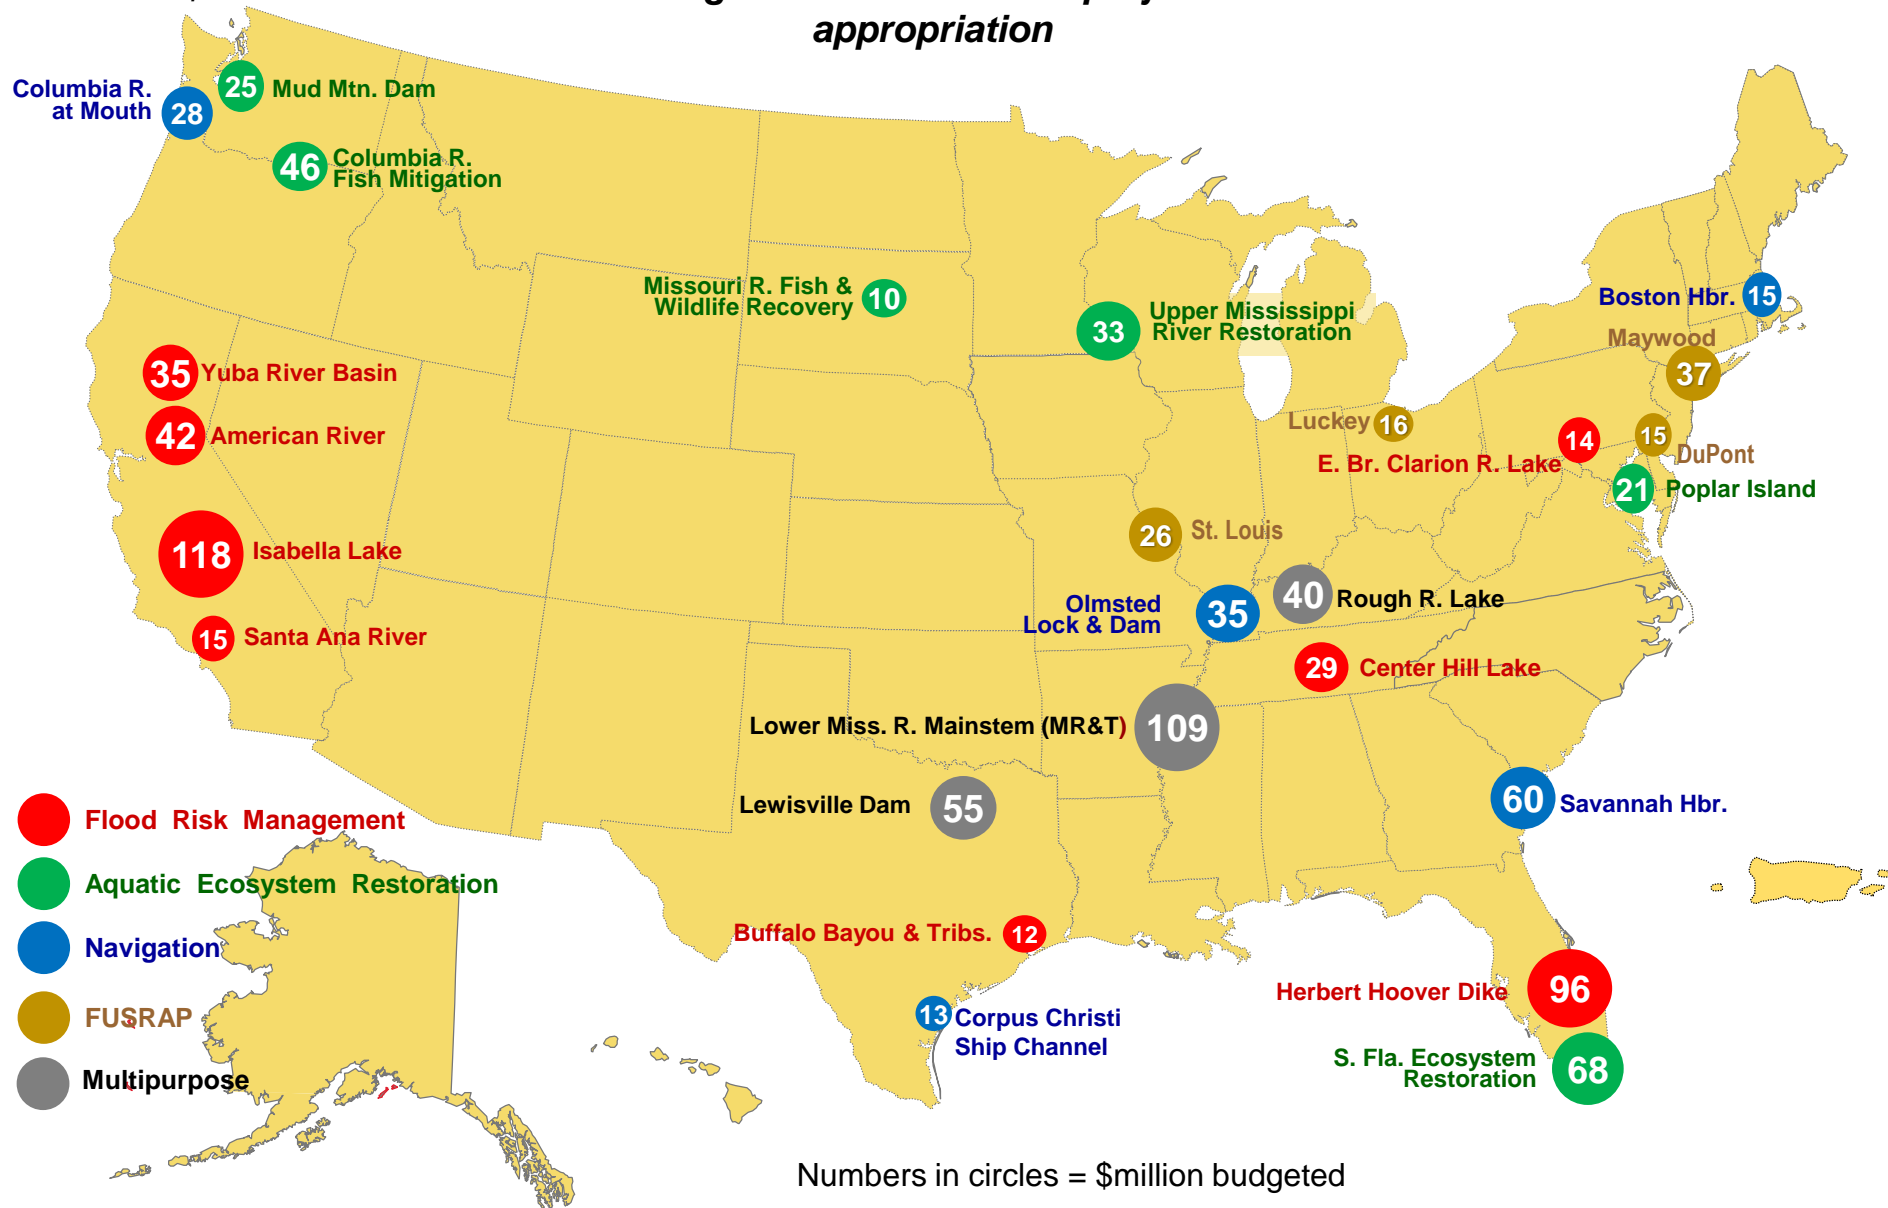 appropriation
Columbia R.
at Mouth
28
25
Mud Mtn. Dam
46
Columbia R.
Fish Mitigation
Missouri R. Fish &
Wildlife Recovery
10
33
Upper Mississippi
River Restoration
Boston Hbr.
15
Maywood
37
35
Yuba River Basin
42
American River
Luckey
16
14
E. Br. Clarion R. Lake
15
DuPont
21
Poplar Island
118
Isabella Lake
26
St. Louis
Olmsted
Lock & Dam
35
40
Rough R. Lake
15
Santa Ana River
29
Center Hill Lake
Lower Miss. R. Mainstem (MR&T)
109
Lewisville Dam
55
60
Savannah Hbr.
Flood Risk Management
Aquatic Ecosystem Restoration
Navigation
FUSRAP
Multipurpose
Buffalo Bayou & Tribs.
12
13
Corpus Christi
Ship Channel
Herbert Hoover Dike
96
S. Fla. Ecosystem
Restoration
68
Numbers in circles = $million budgeted